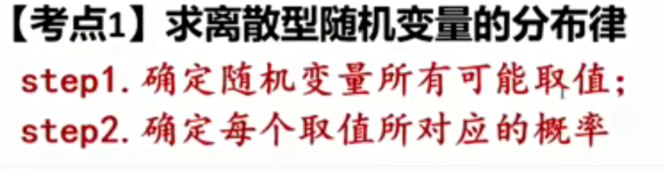 【考点1】求离散型随机变量的分布律
step1.确定随机变量所有可能取值；
step2.确定每个取值所对应的概率